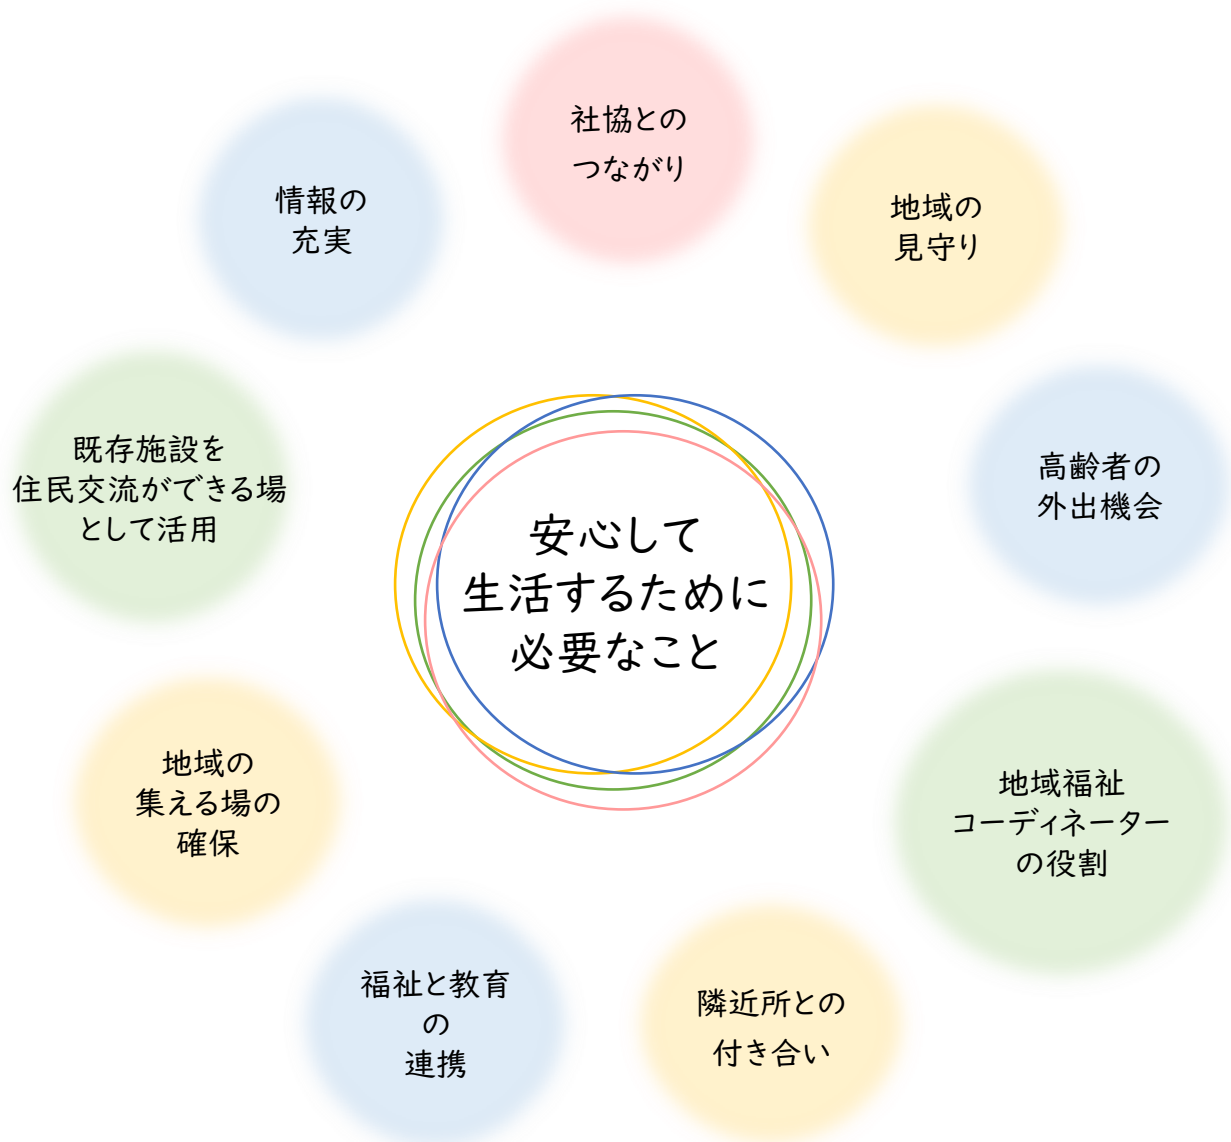 社協との
つながり
情報の
充実
地域の
見守り
既存施設を
住民交流ができる場
として活用
高齢者の
外出機会
安心して
生活するために
必要なこと
地域の
集える場の
確保
地域福祉
コーディネーター
の役割
福祉と教育
の
連携
隣近所との
付き合い